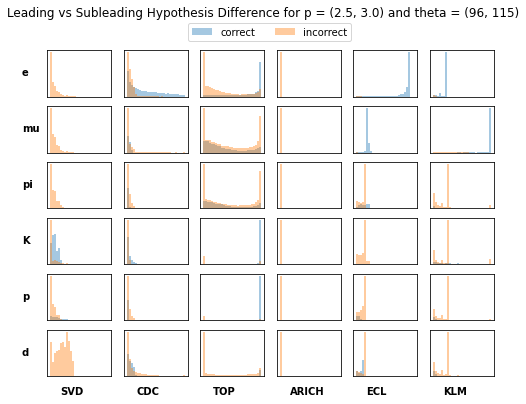 Leading vs Subleading Hypothesis Difference for p = (2.5, 3.0) and theta = (96, 115)
correct incorrect
e
mu
pi
K
p
d
SVD CDC TOP ARICH ECL KLM